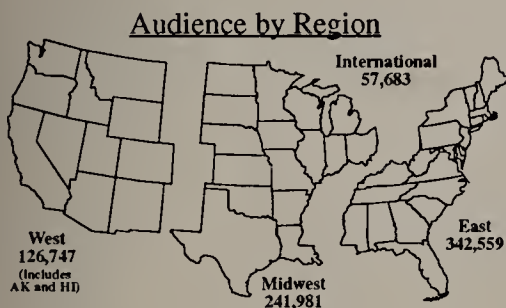 Audience by Region
International
57,683
West
126,747
(Includes
AK and HI)
Midwest
241,981
East
342,559